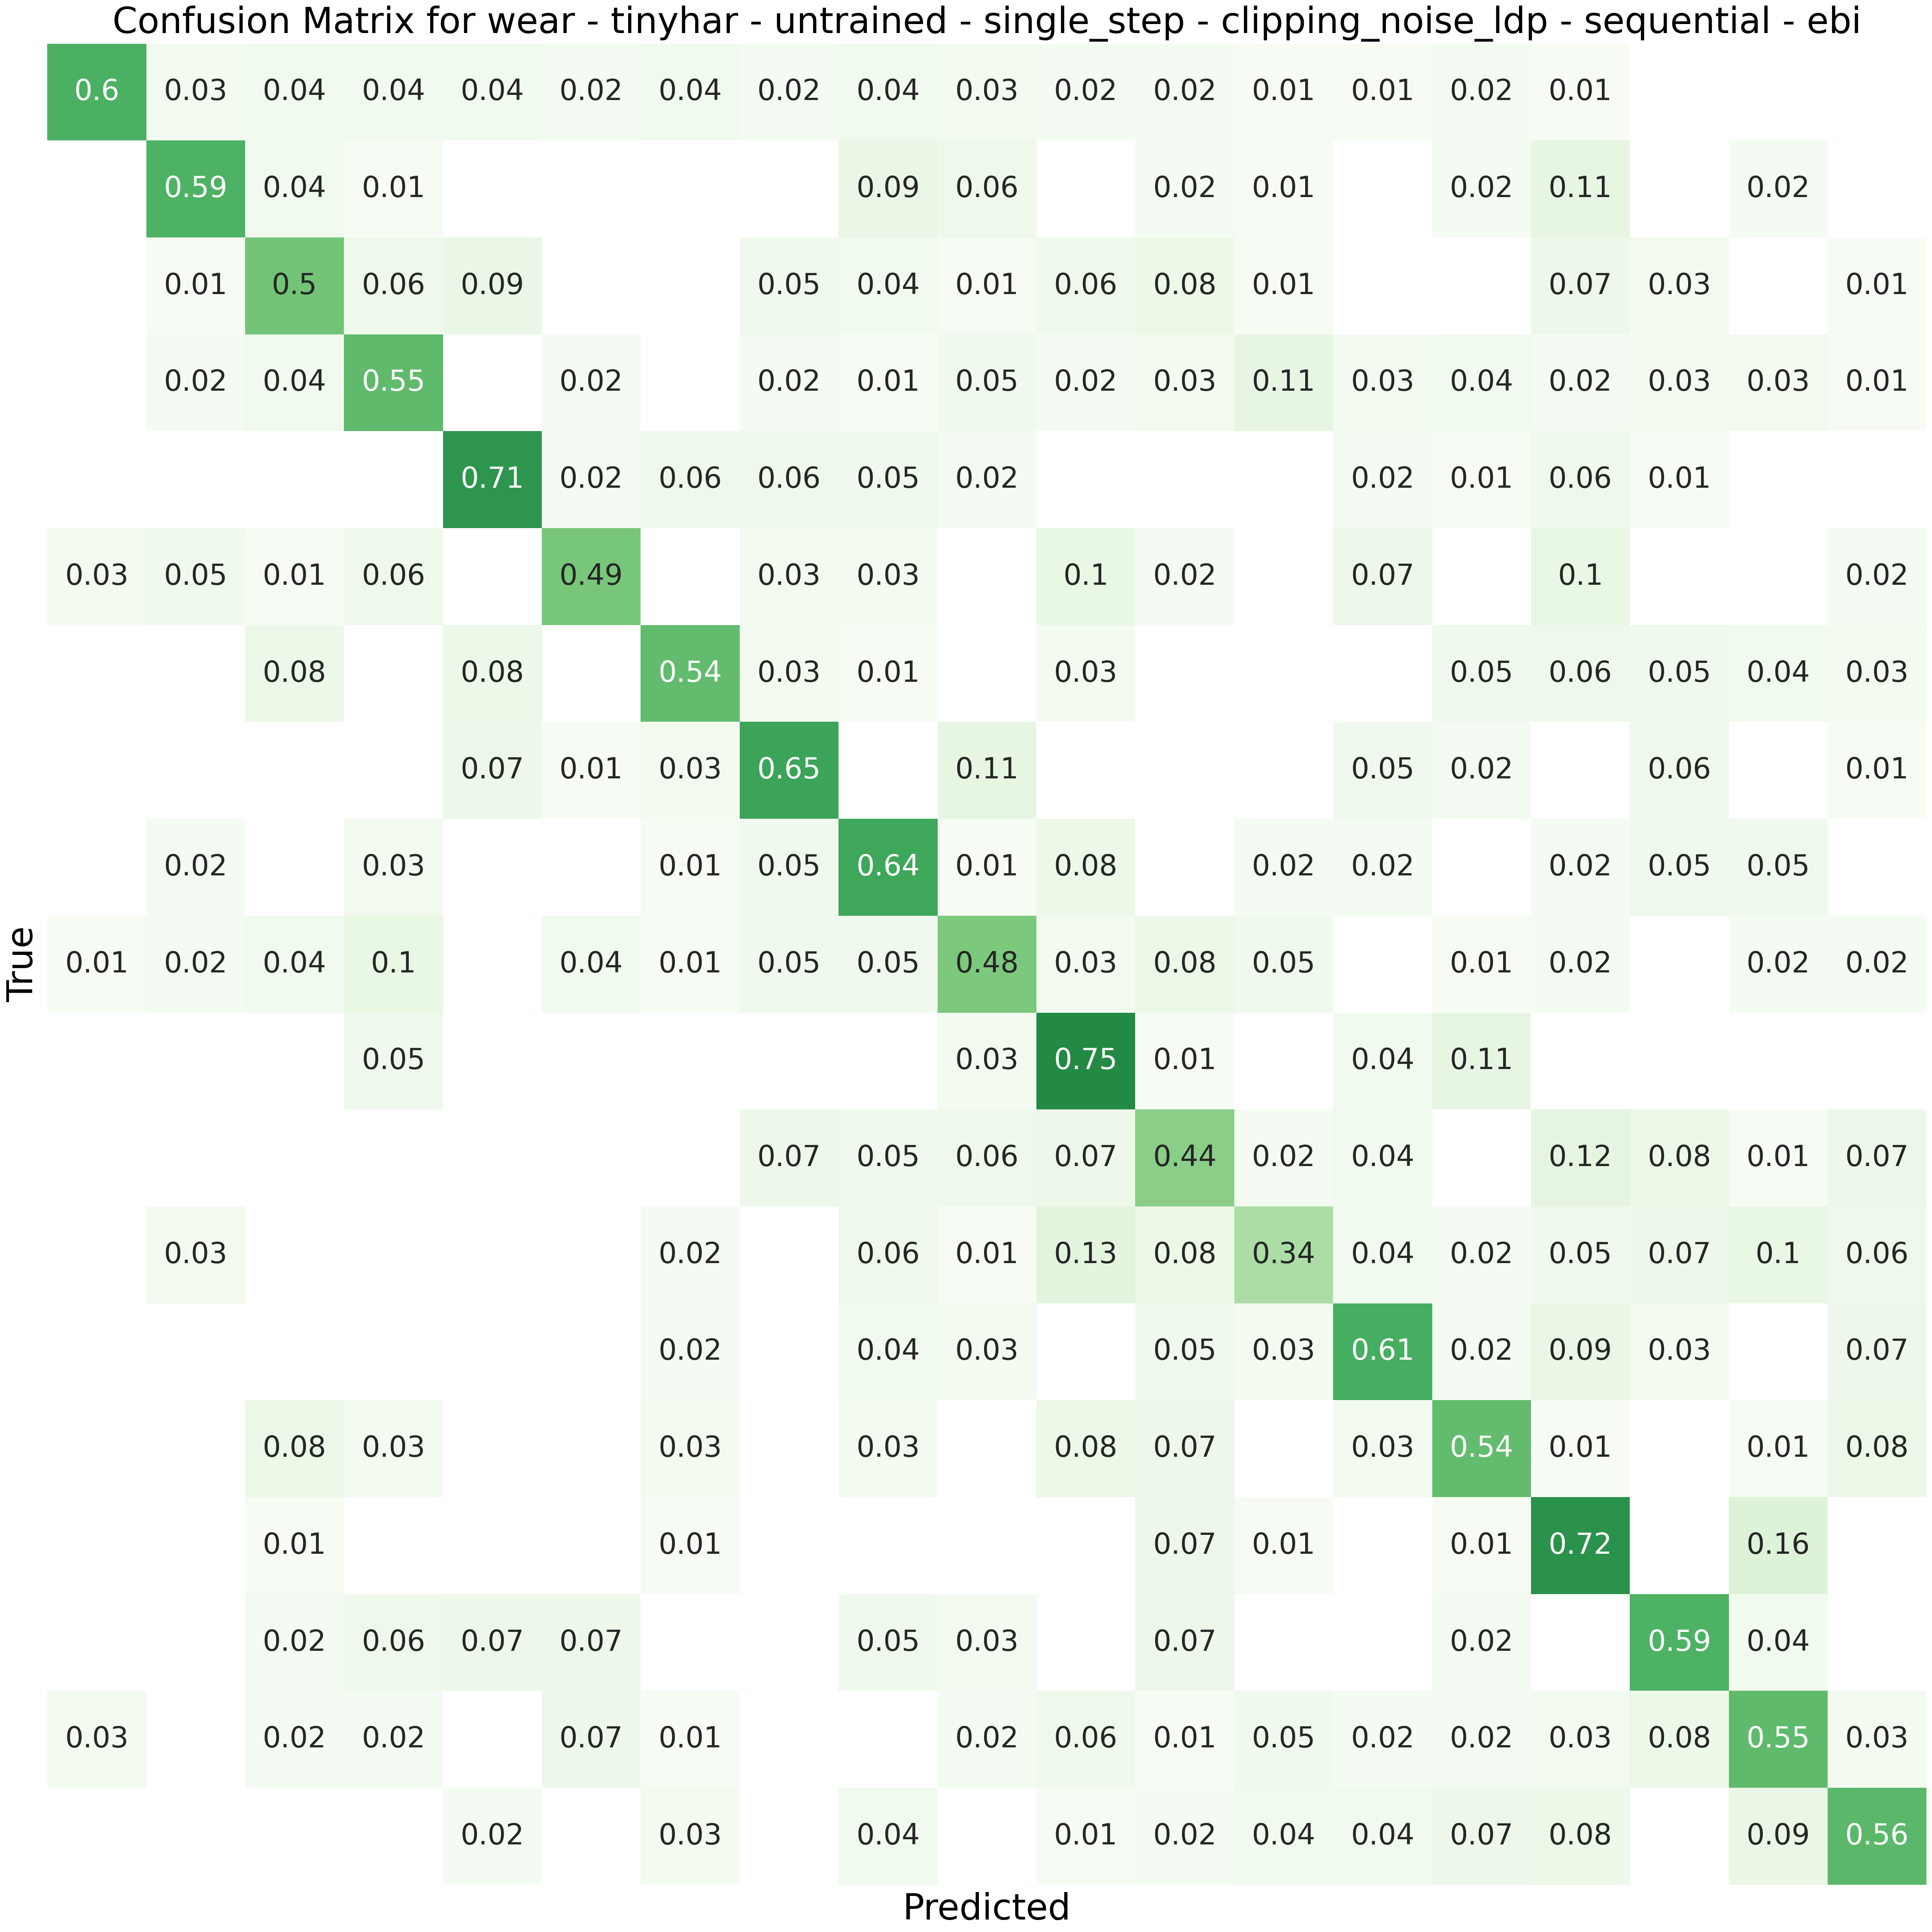 Confusion Matrix for wear - tinyhar - untrained - single_step - clipping_noise_ldp - sequential - ebi
0.6 0.03 0.04 0.04 0.04 0.02 0.04 0.02 0.04 0.03 0.02 0.02 0.01 0.01 0.02 0.01
0.59 0.04 0.01 0.09 0.06 0.02 0.01 0.02 0.11 0.02
0.01 0.5 0.06 0.09 0.05 0.04 0.01 0.06 0.08 0.01 0.07 0.03 0.01
0.02 0.04 0.55 0.02 0.02 0.01 0.05 0.02 0.03 0.11 0.03 0.04 0.02 0.03 0.03 0.01
0.71 0.02 0.06 0.06 0.05 0.02 0.02 0.01 0.06 0.01
0.03 0.05 0.01 0.06 0.49 0.03 0.03 0.1 0.02 0.07 0.1 0.02
0.08 0.08 0.54 0.03 0.01 0.03 0.05 0.06 0.05 0.04 0.03
0.07 0.01 0.03 0.65 0.11 0.05 0.02 0.06 0.01
0.02 0.03 0.01 0.05 0.64 0.01 0.08 0.02 0.02 0.02 0.05 0.05
0.01 0.02 0.04 0.1 0.04 0.01 0.05 0.05 0.48 0.03 0.08 0.05 0.01 0.02 0.02 0.02
0.05 0.03 0.75 0.01 0.04 0.11
0.07 0.05 0.06 0.07 0.44 0.02 0.04 0.12 0.08 0.01 0.07
0.03 0.02 0.06 0.01 0.13 0.08 0.34 0.04 0.02 0.05 0.07 0.1 0.06
0.02 0.04 0.03 0.05 0.03 0.61 0.02 0.09 0.03 0.07
0.08 0.03 0.03 0.03 0.08 0.07 0.03 0.54 0.01 0.01 0.08
0.01 0.01 0.07 0.01 0.01 0.72 0.16
0.02 0.06 0.07 0.07 0.05 0.03 0.07 0.02 0.59 0.04
0.03 0.02 0.02 0.07 0.01 0.02 0.06 0.01 0.05 0.02 0.02 0.03 0.08 0.55 0.03
0.02 0.03 0.04 0.01 0.02 0.04 0.04 0.07 0.08 0.09 0.56
True
Predicted